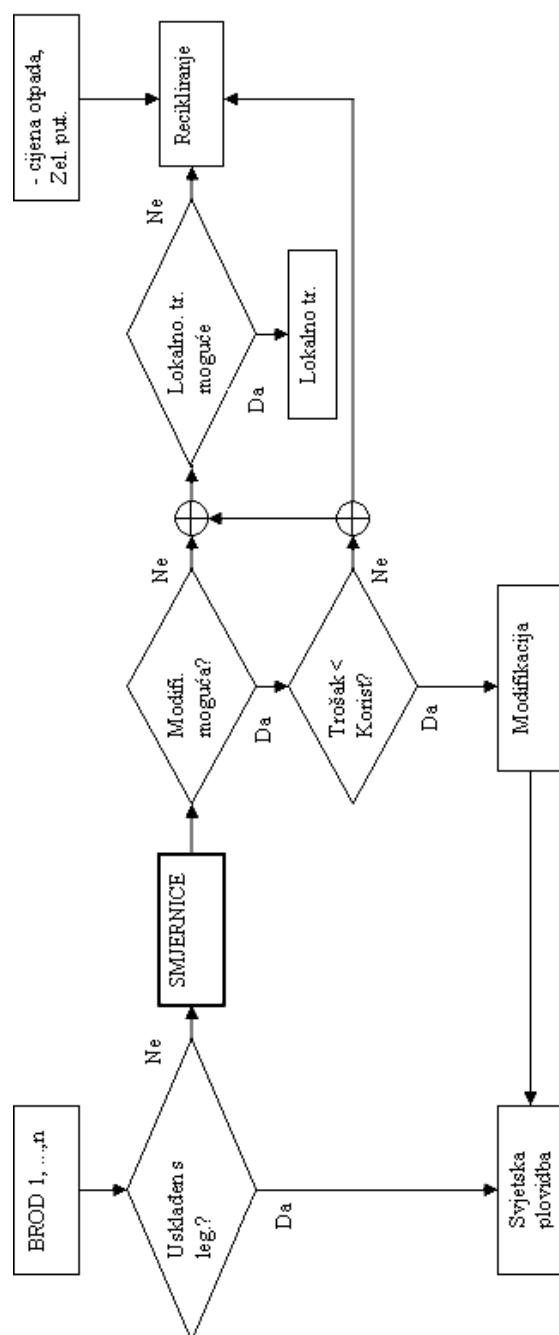 BROD 1, ...,n
Usklađen s
leg.?
Ne
Da
SMJERNICE
Modifi.
moguća?
Ne
Da
Trošak <
Korist?
Ne
Da
Modifikacija
Svjetska
plovidba
Lokalno. tr.
moguće
Ne
Da
Lokalno tr.
Recikliranje
- cijena otpada,
Zel. put.